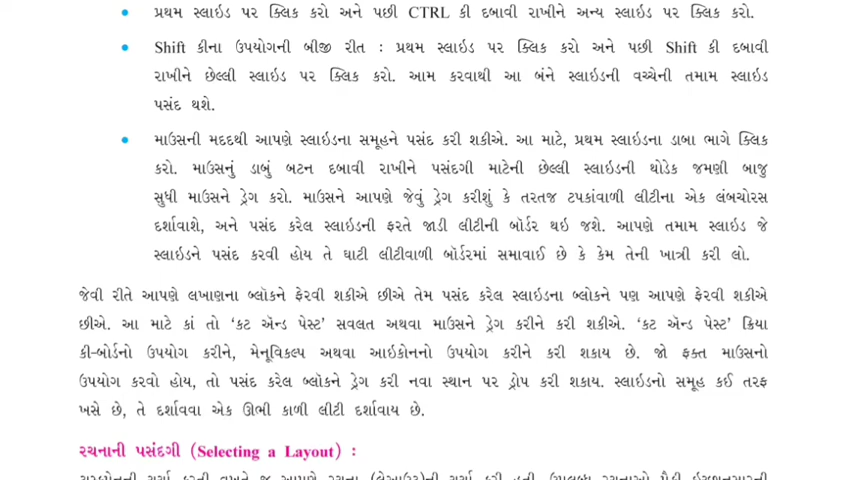 • પ્રથમ સ્લાઇડ પર ક્લિક કરો અને પછી CTRL કી દબાવી રાખીને અન્ય સ્લાઇડ પર ક્લિક કરો.
• Shift કીના ઉપયોગની બીજી રીત : પ્રથમ સ્લાઇડ પર ક્લિક કરો અને પછી Shift કી દબાવી
રાખીને છેલ્લી સ્લાઇડ પર ક્લિક કરો. આમ કરવાથી આ બંને સ્લાઇડની વચ્ચેની તમામ સ્લાઇડ
પસંદ થશે.
• માઉસની મદદથી આપણે સ્લાઇડના સમૂહને પસંદ કરી શકીએ. આ માટે, પ્રથમ સ્લાઇડના ડાબા ભાગે ક્લિક
કરો. માઉસનું ડાબું બટન દબાવી રાખીને પસંદગી માટેની છેલ્લી સ્લાઇડની થોડેક જમણી બાજુ
સુધી માઉસને ડ્રેગ કરો. માઉસને આપણે જેવું ડ્રેગ કરીશું કે તરતજ ટપકાંવાળી લીટીના એક લંબચોરસ
દર્શાવાશે, અને પસંદ કરેલ સ્લાઇડની ફરતે જાડી લીટીની બૉર્ડર થઇ જશે. આપણે તમામ સ્લાઇડ જે
સ્લાઇડને પસંદ કરવી હોય તે ઘાટી લીટીવાળી બૉર્ડરમાં સમાવાઈ છે કે કેમ તેની ખાત્રી કરી લો.
જેવી રીતે આપણે લખાણના બ્લૉકને ફેરવી શકીએ છીએ તેમ પસંદ કરેલ સ્લાઇડના બ્લોકને પણ આપણે ફેરવી શકીએ
છીએ. આ માટે કાં તો ‘કટ ઍન્ડ પેસ્ટ’ સવલત અથવા માઉસને ડ્રેગ કરીને કરી શકીએ. ‘કટ ઍન્ડ પેસ્ટ’ ક્રિયા
કી-બોર્ડનો ઉપયોગ કરીને, મેનૂવિકલ્પ અથવા આઇકોનનો ઉપયોગ કરીને કરી શકાય છે. જો ફક્ત માઉસનો
ઉપયોગ કરવો હોય, તો પસંદ કરેલ બ્લૉકને ડ્રેગ કરી નવા સ્થાન પર ડ્રોપ કરી શકાય. સ્લાઇડનો સમૂહ કઈ તરફ
ખસે છે, તે દર્શાવવા એક ઊભી કાળી લીટી દર્શાવાય છે.
રચનાની પસંદગી (Selecting a Layout) :